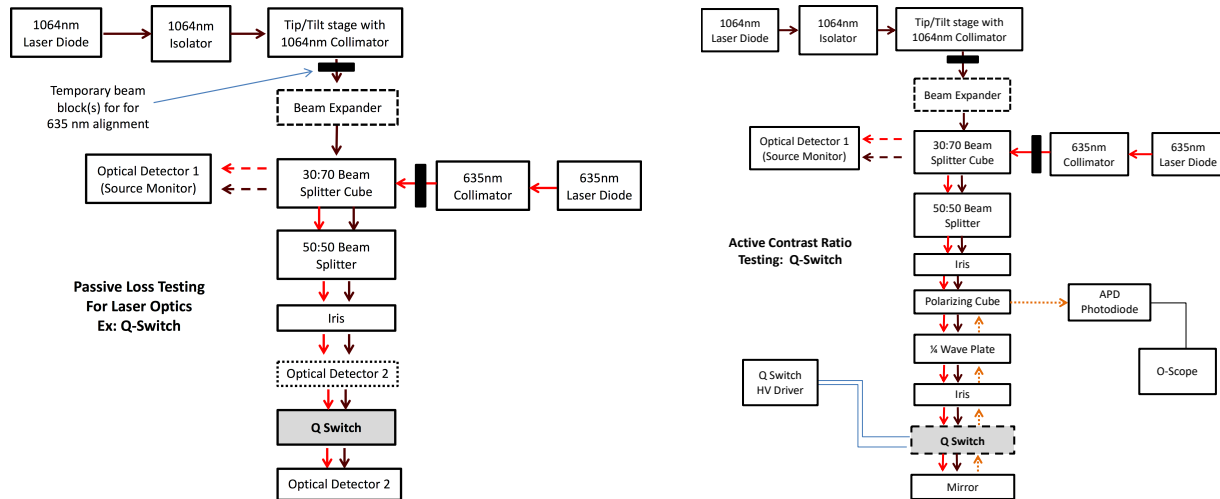 1064nm
Laser Diode
1064nm
Isolator
Tip/Tilt stage with
1064nm Collimator
Temporary beam
block(s) for for
635 nm alignment
Beam Expander
Optical Detector 1
(Source Monitor)
30:70 Beam
Splitter Cube
635nm
Collimator
635nm
Laser Diode
50:50 Beam
Splitter
Passive Loss Testing
For Laser Optics
Ex: Q-Switch
Iris
Optical Detector 2
Q Switch
Optical Detector 2
1064nm
Laser Diode
1064nm
Isolator
Tip/Tilt stage with
1064nm Collimator
Beam Expander
Optical Detector 1
(Source Monitor)
30:70 Beam
Splitter Cube
635nm
Collimator
635nm
Laser Diode
50:50 Beam
Splitter
Active Contrast Ratio
Testing: Q-Switch
Iris
Polarizing Cube
APD
Photodiode
¼ Wave Plate
O-Scope
Q Switch
HV Driver
Iris
Q Switch
Mirror